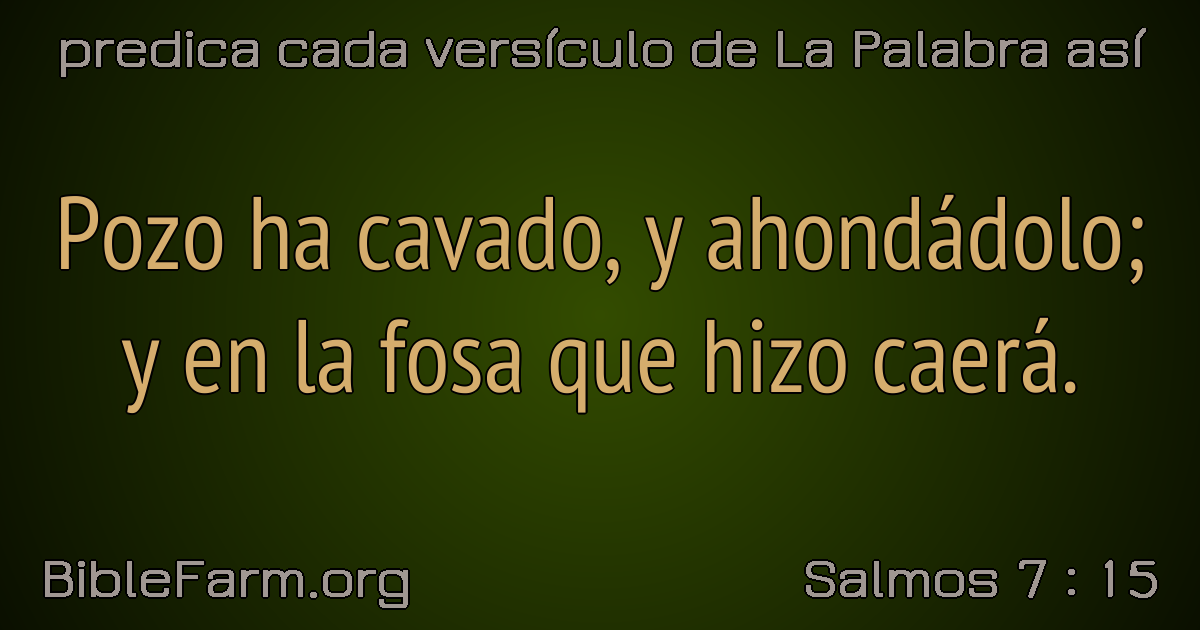 predica cada versículo de La Palabra así
Pozo ha cavado, y ahondádolo;
y en la fosa que hizo caerá.
BibleFarm.org
Salmos 7 : 15